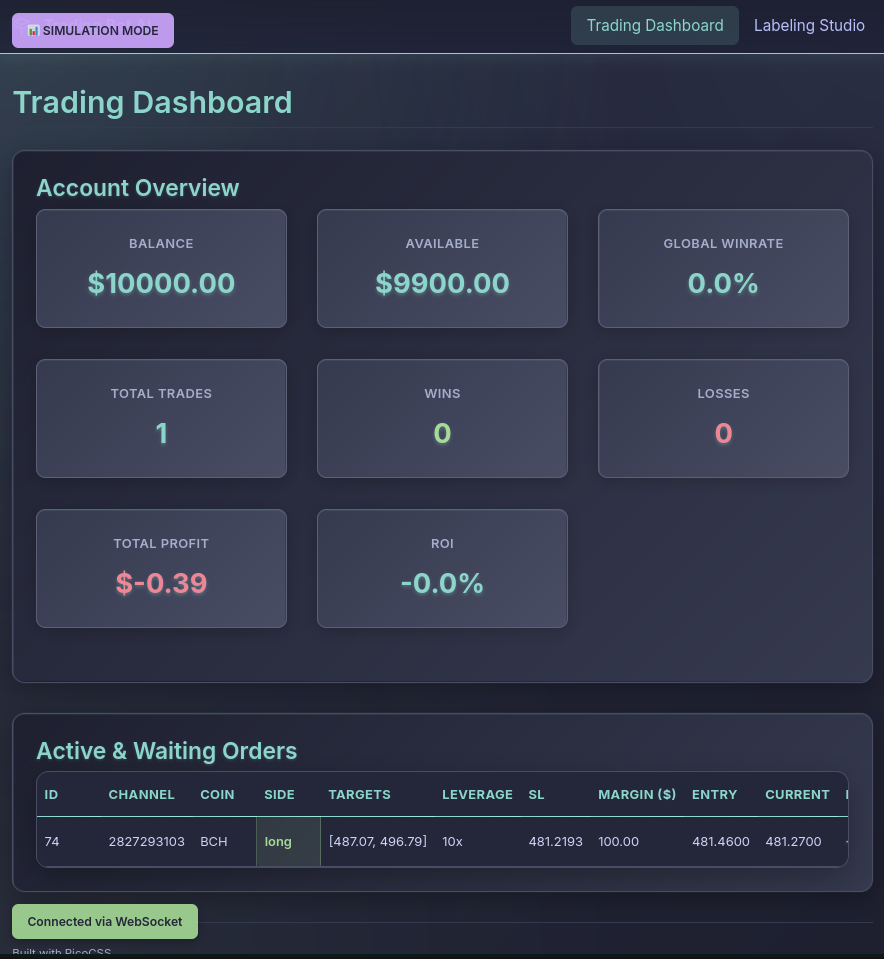 📊 SIMULATION MODE
Trading Dashboard Labeling Studio
Trading Dashboard
Account Overview
BALANCE AVAILABLE GLOBAL WINRATE
$10000.00 $9900.00 0.0%
TOTAL TRADES WINS LOSSES
1 0 0
TOTAL PROFIT ROI
$-0.39 -0.0%
Active & Waiting Orders
ID CHANNEL COIN SIDE TARGETS LEVERAGE SL MARGIN ($) ENTRY CURRENT
74 2827293103 BCH long [487.07, 496.79] 10x 481.2193 100.00 481.4600 481.2700
Connected via WebSocket
Built with PicoCSS